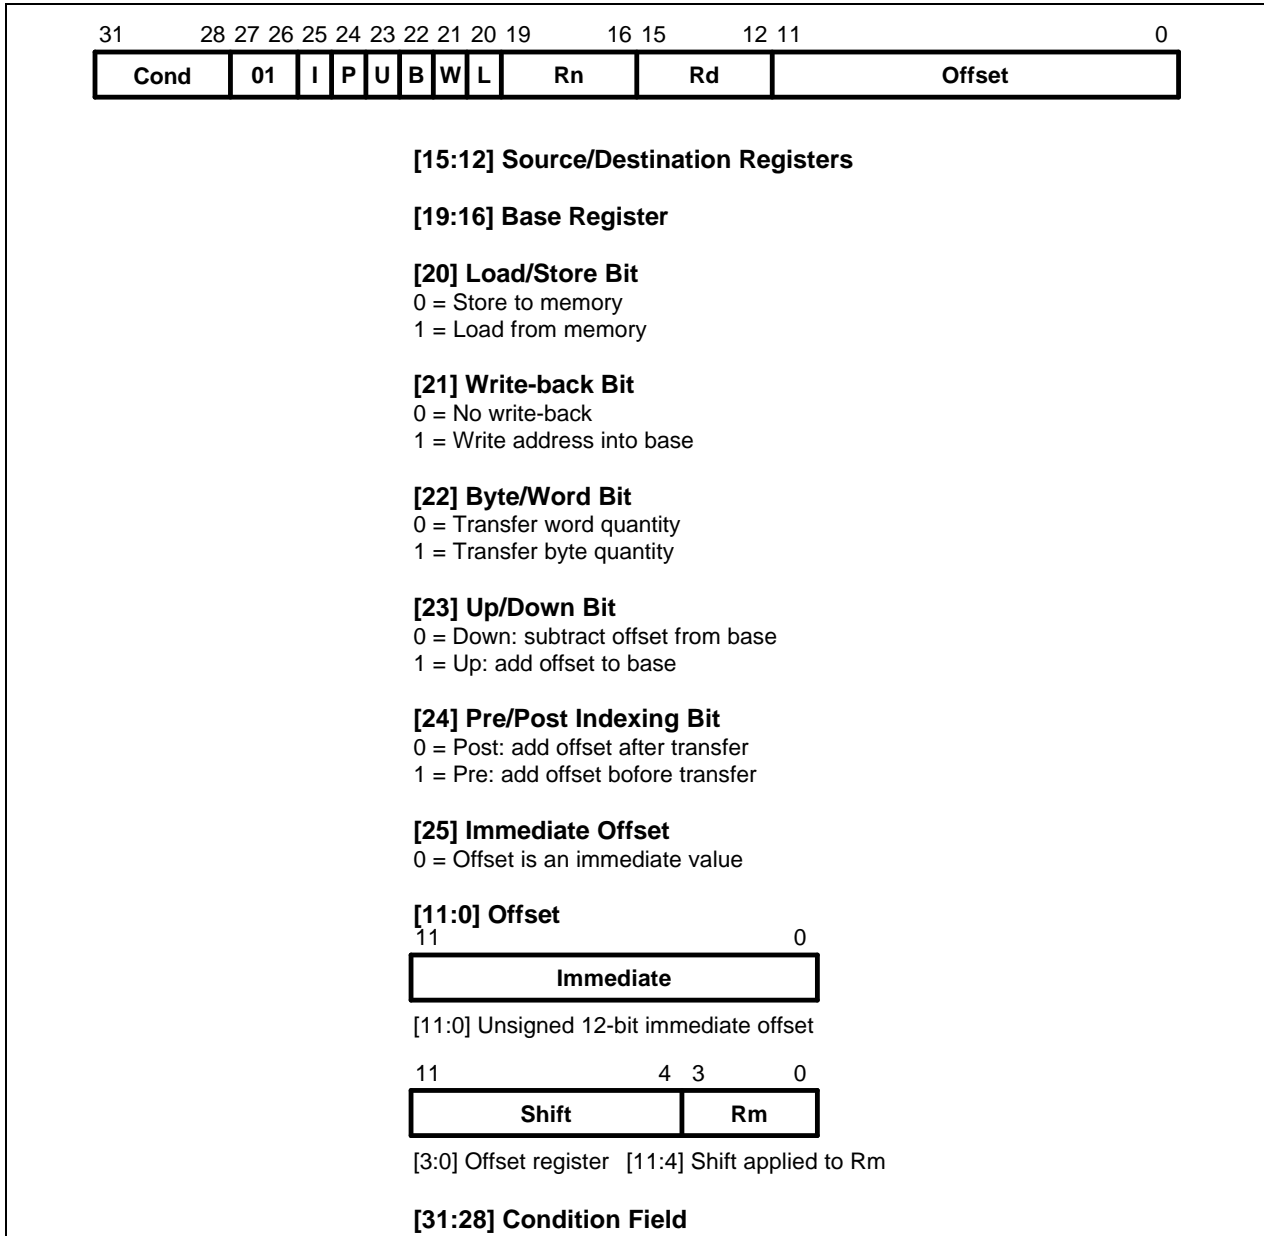 31 28 27 26 25 24 23 22 21 20 19 16 15 12 11 0
Cond 01 I P U B W L Rn Rd Offset
[15:12] Source/Destination Registers
[19:16] Base Register
[20] Load/Store Bit
0 = Store to memory
1 = Load from memory
[21] Write-back Bit
0 = No write-back
1 = Write address into base
[22] Byte/Word Bit
0 = Transfer word quantity
1 = Transfer byte quantity
[23] Up/Down Bit
0 = Down: subtract offset from base
1 = Up: add offset to base
[24] Pre/Post Indexing Bit
0 = Post: add offset after transfer
1 = Pre: add offset bofore transfer
[25] Immediate Offset
0 = Offset is an immediate value
[11:0] Offset
11 0
Immediate
[11:0] Unsigned 12-bit immediate offset
11 4 3 0
Shift Rm
[3:0] Offset register [11:4] Shift applied to Rm
[31:28] Condition Field